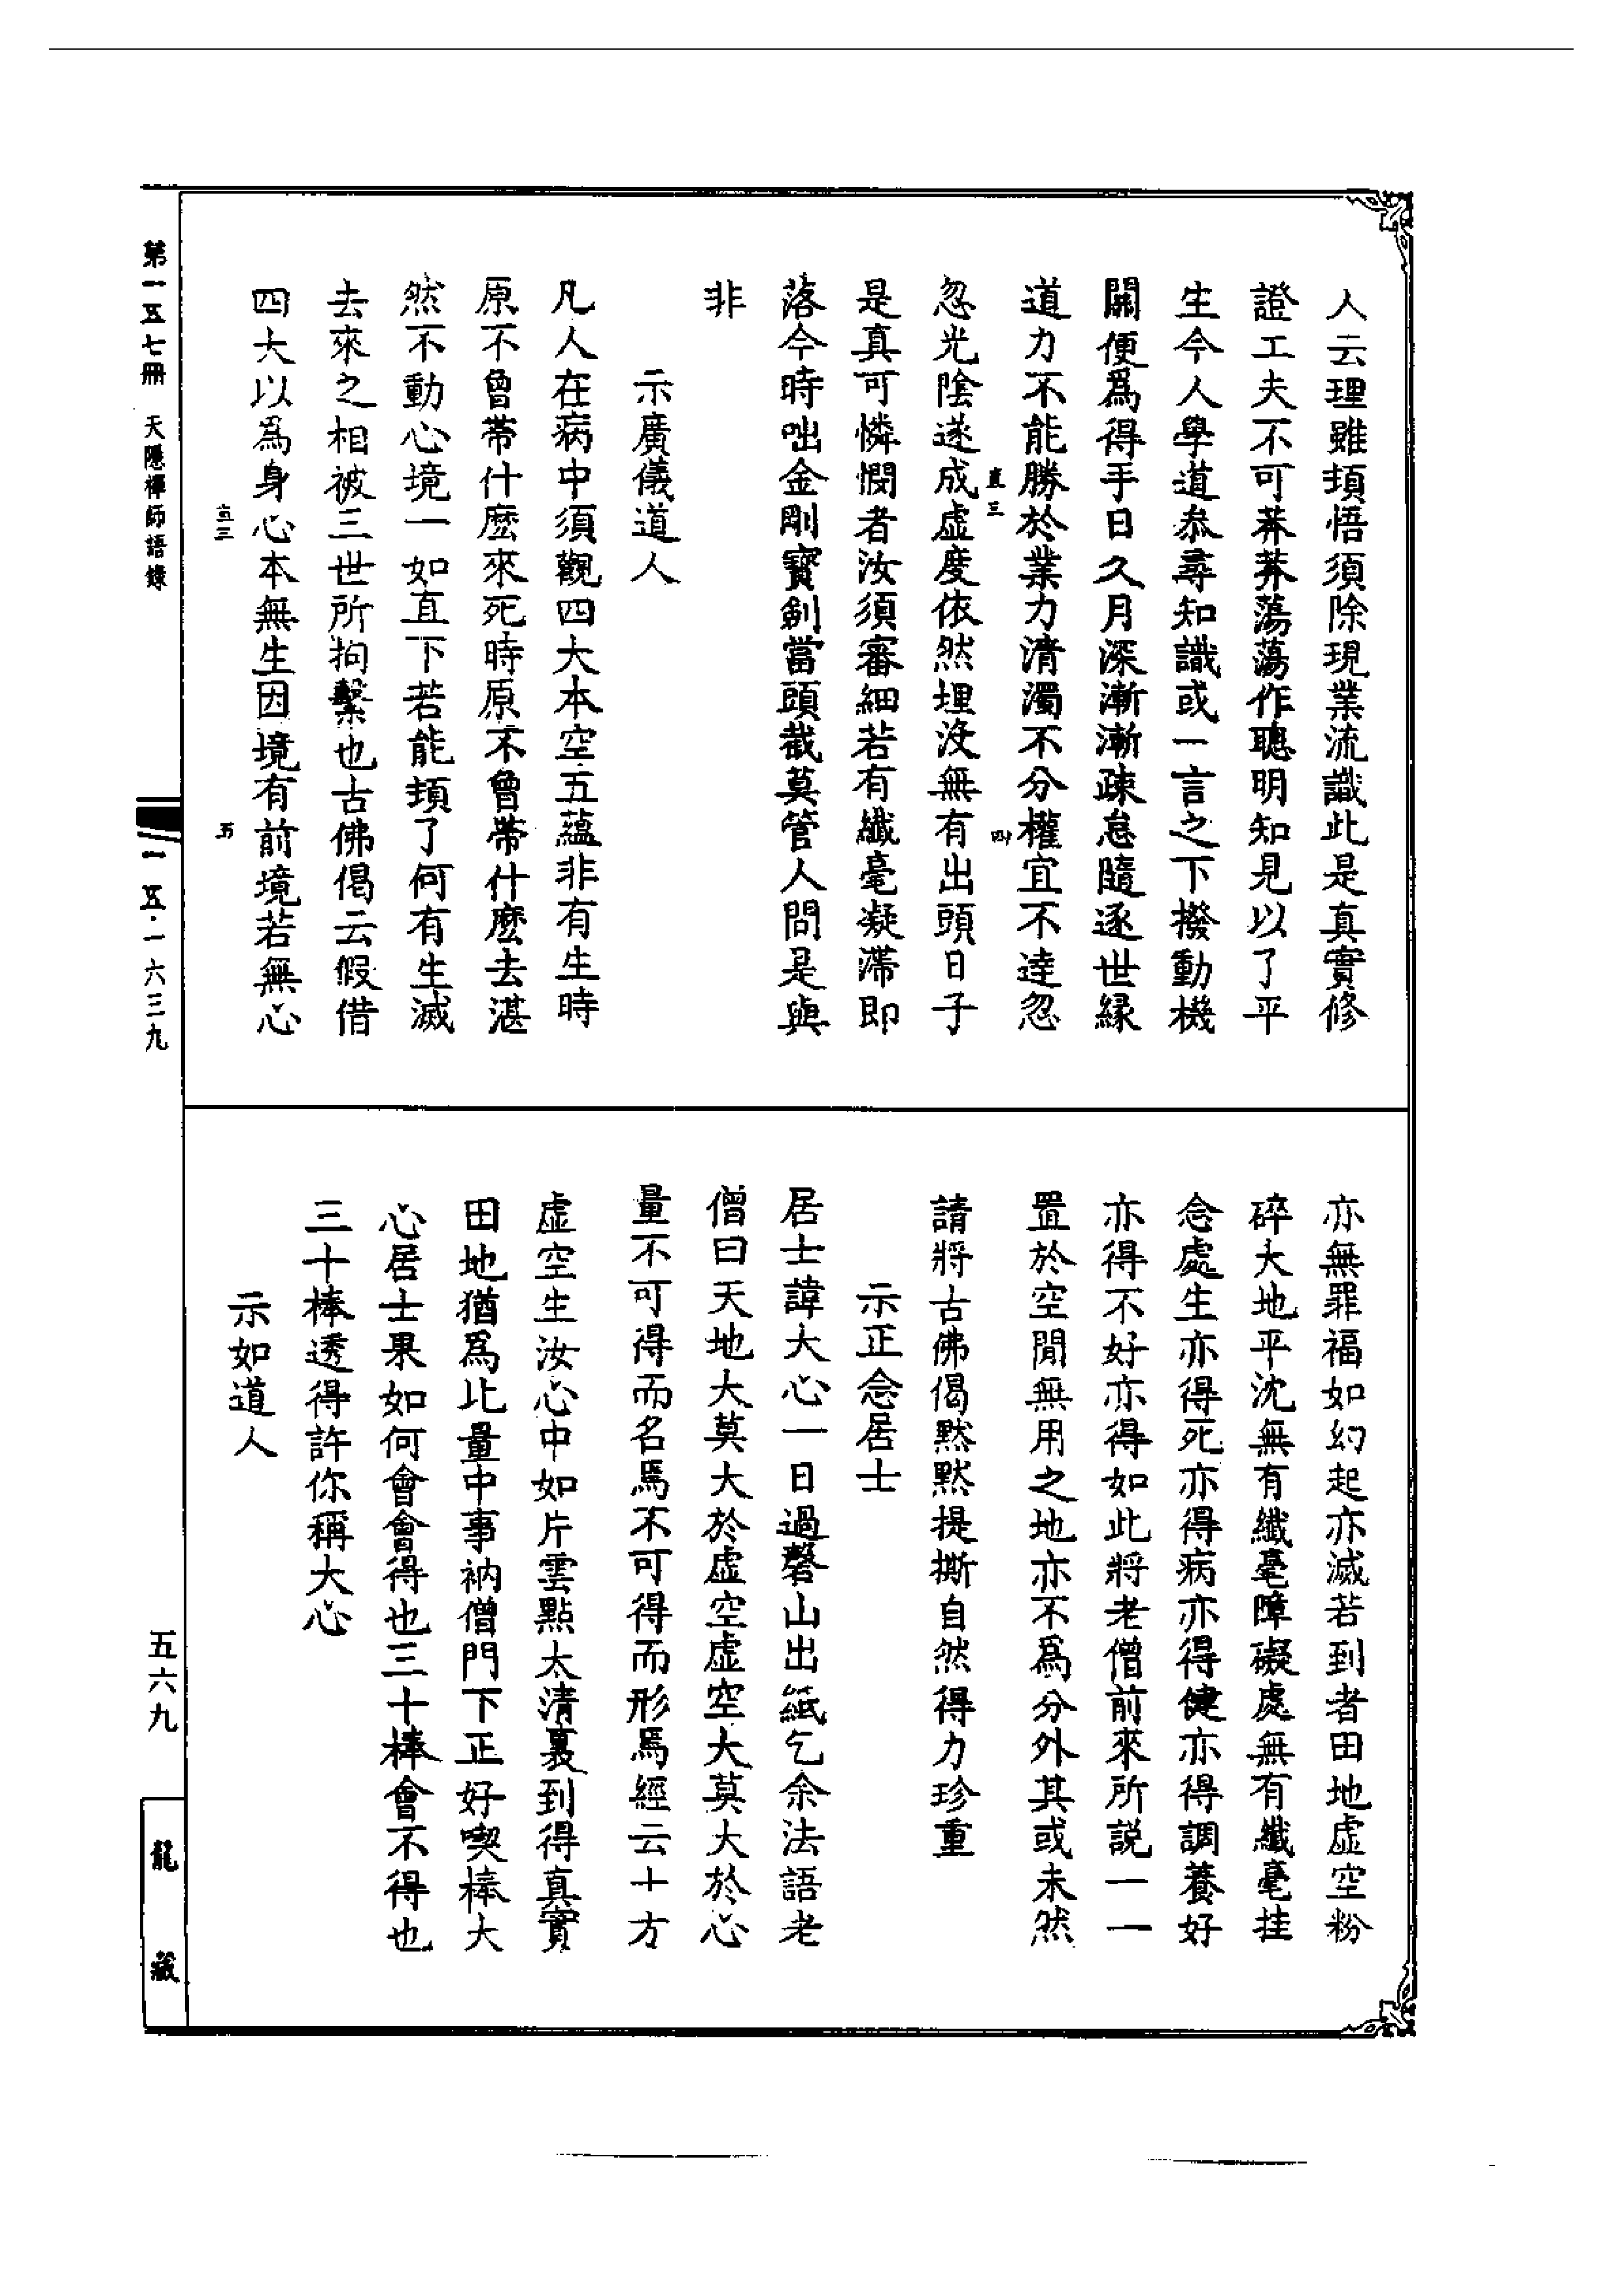 人云理雖頓悟須除現業流識此是真實修
證工夫不可莽莽蕩蕩作聰明知見以了平
生今人學道叅尋知識或一言之下撥動機
關便爲得手日久月深漸漸疎怠隨逐世緣
道力不能勝於業力清濁不分權宜不達忽
忽光陰遂成虛度依然埋沒無有出頭日子
是真可憐憫者汝須審細若有纖毫凝滯即
落今時咄金剛寳劍當頭截莫管人問是與
非
示廣儀道人
凡人在病中須觀四大本空五蘊非有生時
原不曾帶什麼來死時原不曾帶什麼去湛
然不動心境一如直下若能頓了何有生滅
去來之相被三世所拘繫也古佛偈云假借
四大以爲身心本無生因境有前境若無心
亦無罪福如幻起亦滅若到者田地虛空粉
碎大地平沈無有纖毫障礙處無有纖毫挂
念處生亦得死亦得病亦得健亦得調養好
亦得不好亦得如此將老僧前來所説一一
置於空閒無用之地亦不爲分外其或未然
請將古佛偈默默提撕自然得力珍重
示正念居士
居士諱大心一日過磬山出紙乞余法語老
僧曰天地大莫大於虛空虛空大莫大於心
量不可得而名焉不可得而形焉經云十方
虛空生汝心中如片雲點太清裏到得真實
田地猶爲比量中事衲僧門下正好喫棒大
心居士果如何會會得也三十棒會不得也
三十棒透得許你稱大心
示如道人
第一五七冊 天隱禪師語錄
一五·一六三九
五六九
龍藏